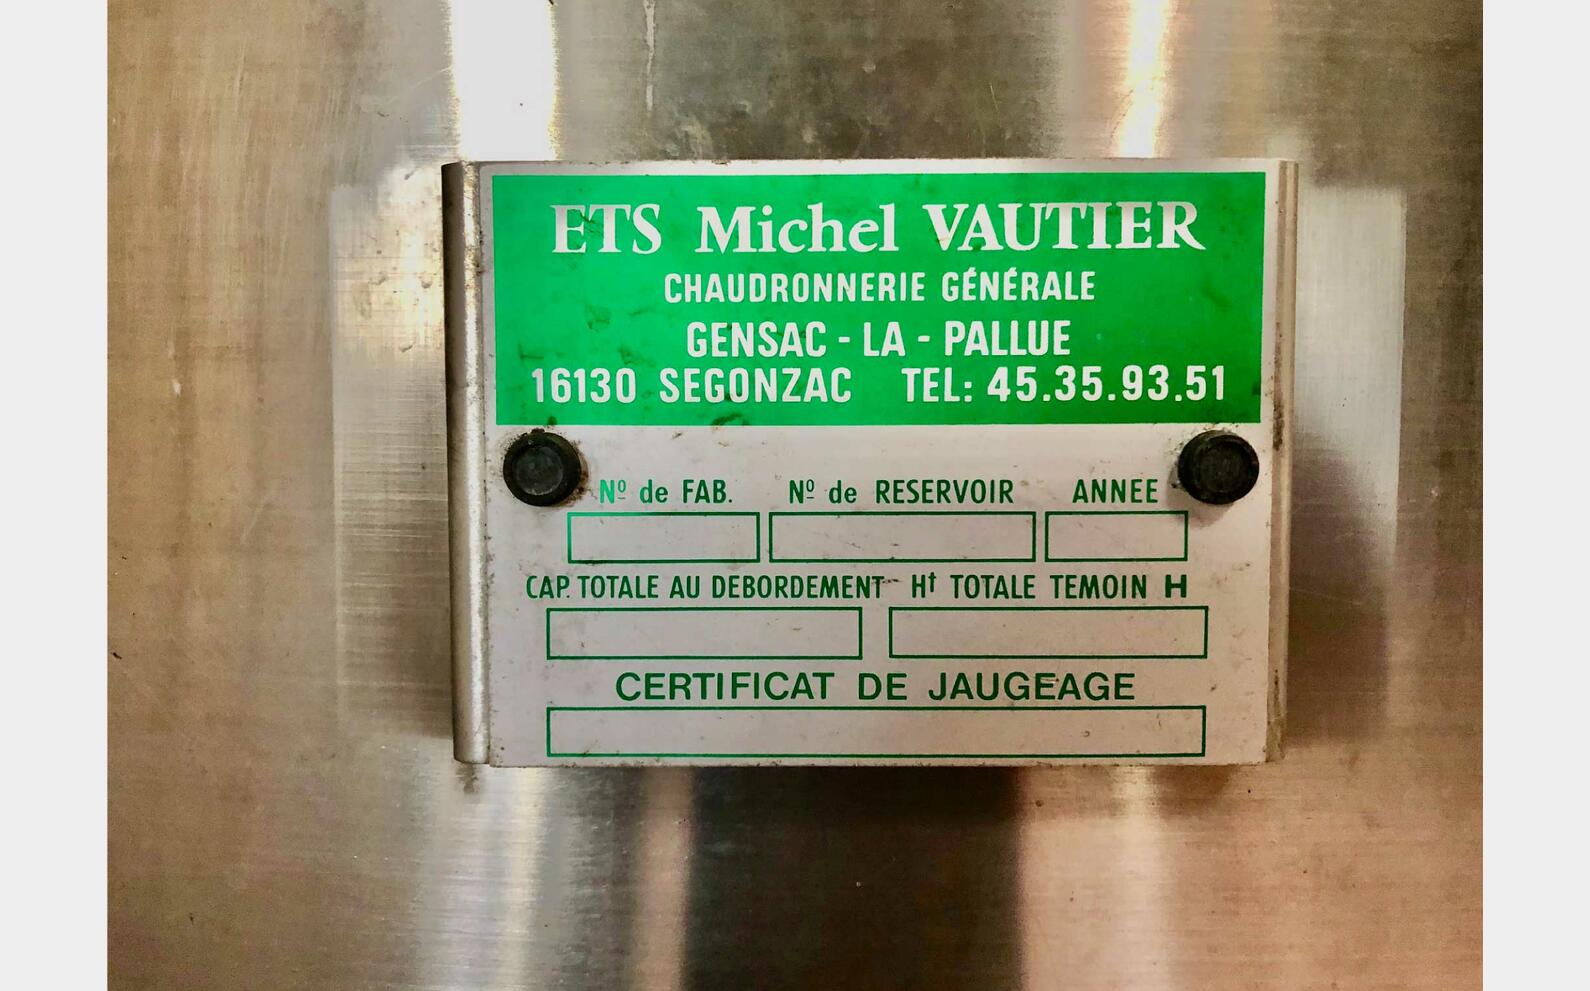 ETS Michel VAUTIER
CHAUDRONNERIE GÉNÉRALE
GENSAC - LA - PALLUE
16130 SEGONZAC TEL: 45.35.93.51
Nº de FAB. Nº de RESERVOIR ANNEE
CAP. TOTALE AU DEBORDEMENT Hᵗ TOTALE TEMOIN H
CERTIFICAT DE JAUGEAGE